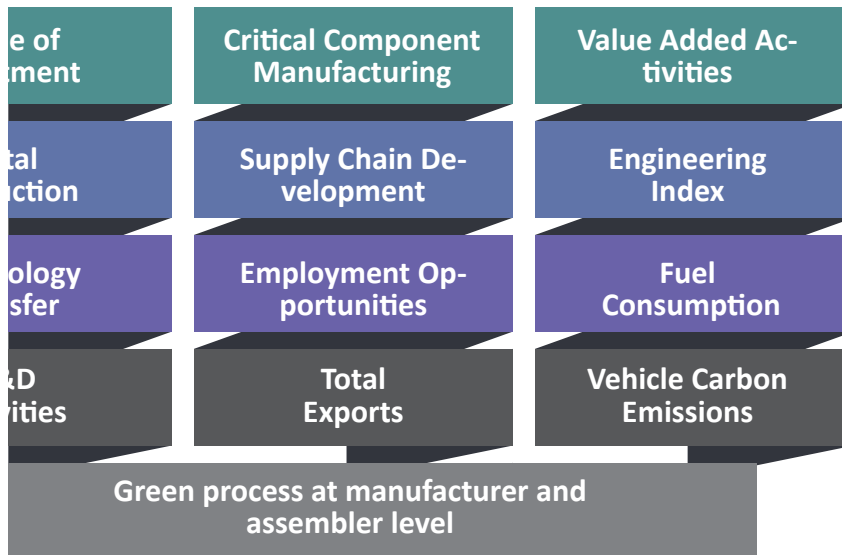 e of
tment
Critical Component
Manufacturing
Value Added Ac-
tivities
tal
uction
Supply Chain De-
velopment
Engineering
Index
ology
sfer
Employment Op-
portunities
Fuel
Consumption
&D
vities
Total
Exports
Vehicle Carbon
Emissions
Green process at manufacturer and
assembler level